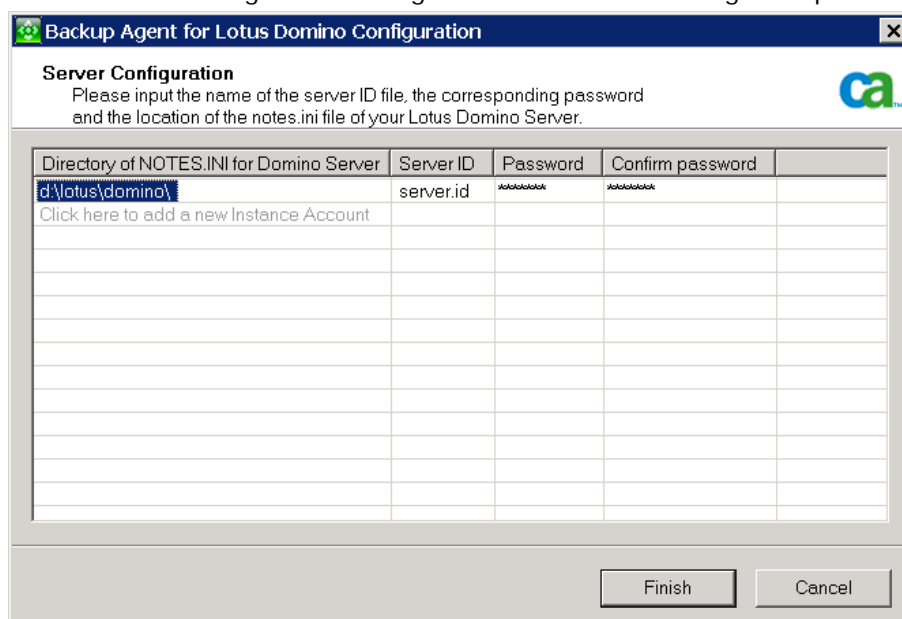 Backup Agent for Lotus Domino Configuration
Server Configuration
Please input the name of the server ID file, the corresponding password
and the location of the notes.ini file of your Lotus Domino Server.
ca
Directory of NOTES.INI for Domino Server Server ID Password Confirm password
d:\lotus\domino\ server.id ******** ********
Click here to add a new Instance Account
Finish Cancel